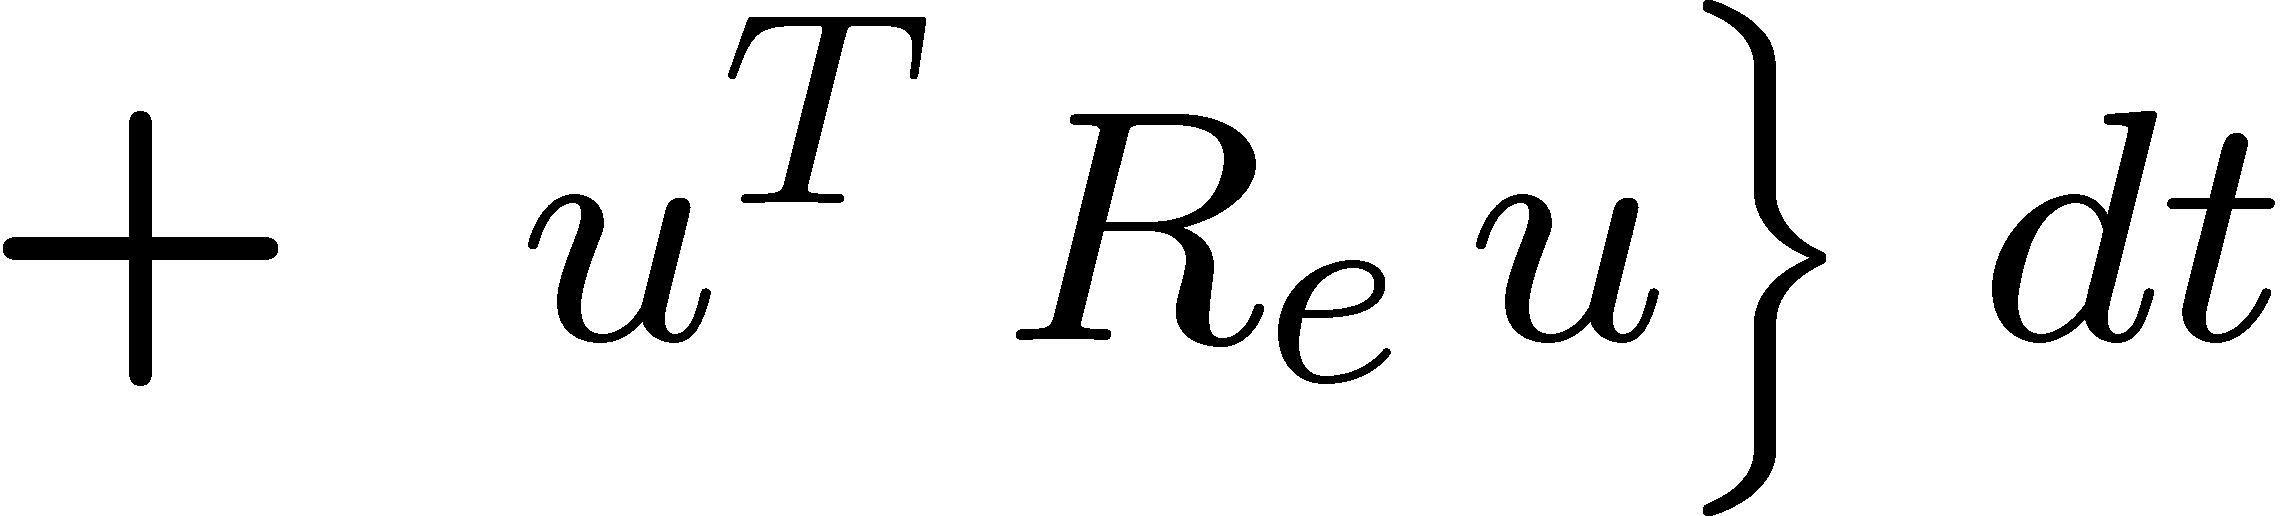 + u^T R_e u} dt